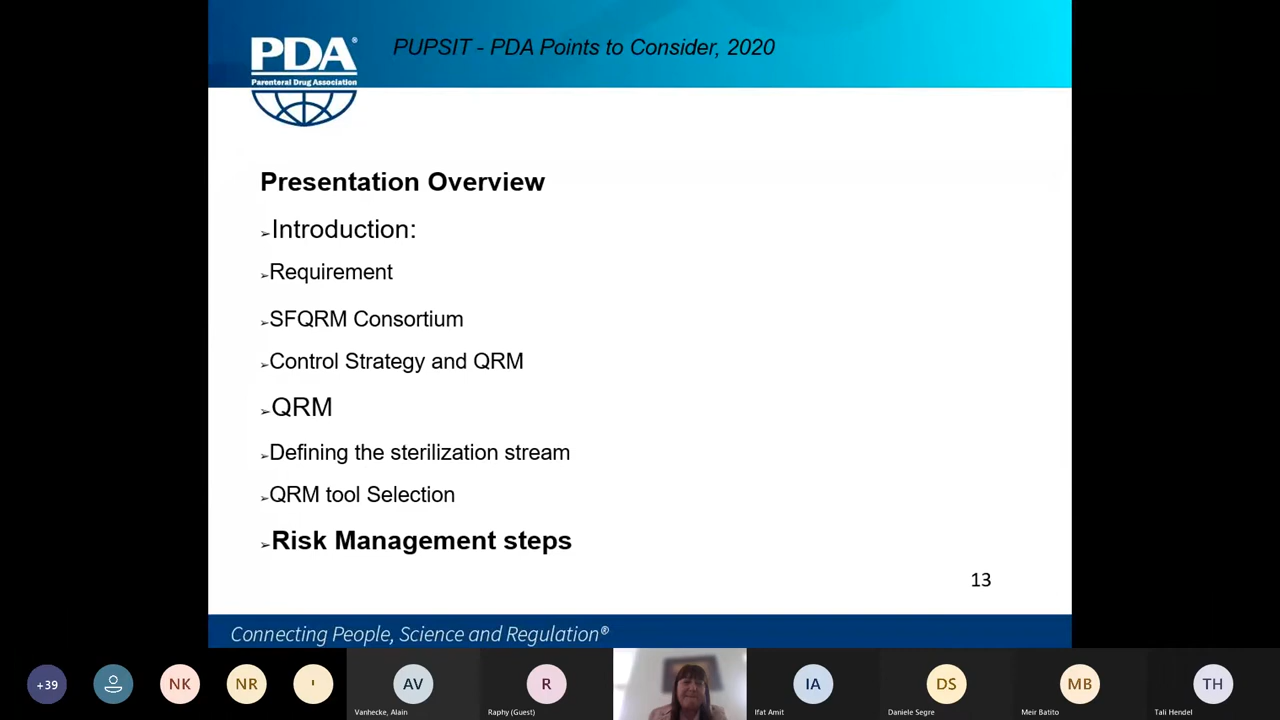 PDA®
Parenteral Drug Association
PUPSIT - PDA Points to Consider, 2020
Presentation Overview
➢Introduction:
➢Requirement
➢SFQRM Consortium
➢Control Strategy and QRM
➢QRM
➢Defining the sterilization stream
➢QRM tool Selection
➢Risk Management steps
13
Connecting People, Science and Regulation®
+39
NK
NR
AV
R
IA
DS
MB
TH
Vanhecke, Alain
Raphy (Guest)
Ifat Amit
Daniele Segre
Meir Batito
Tali Hendel